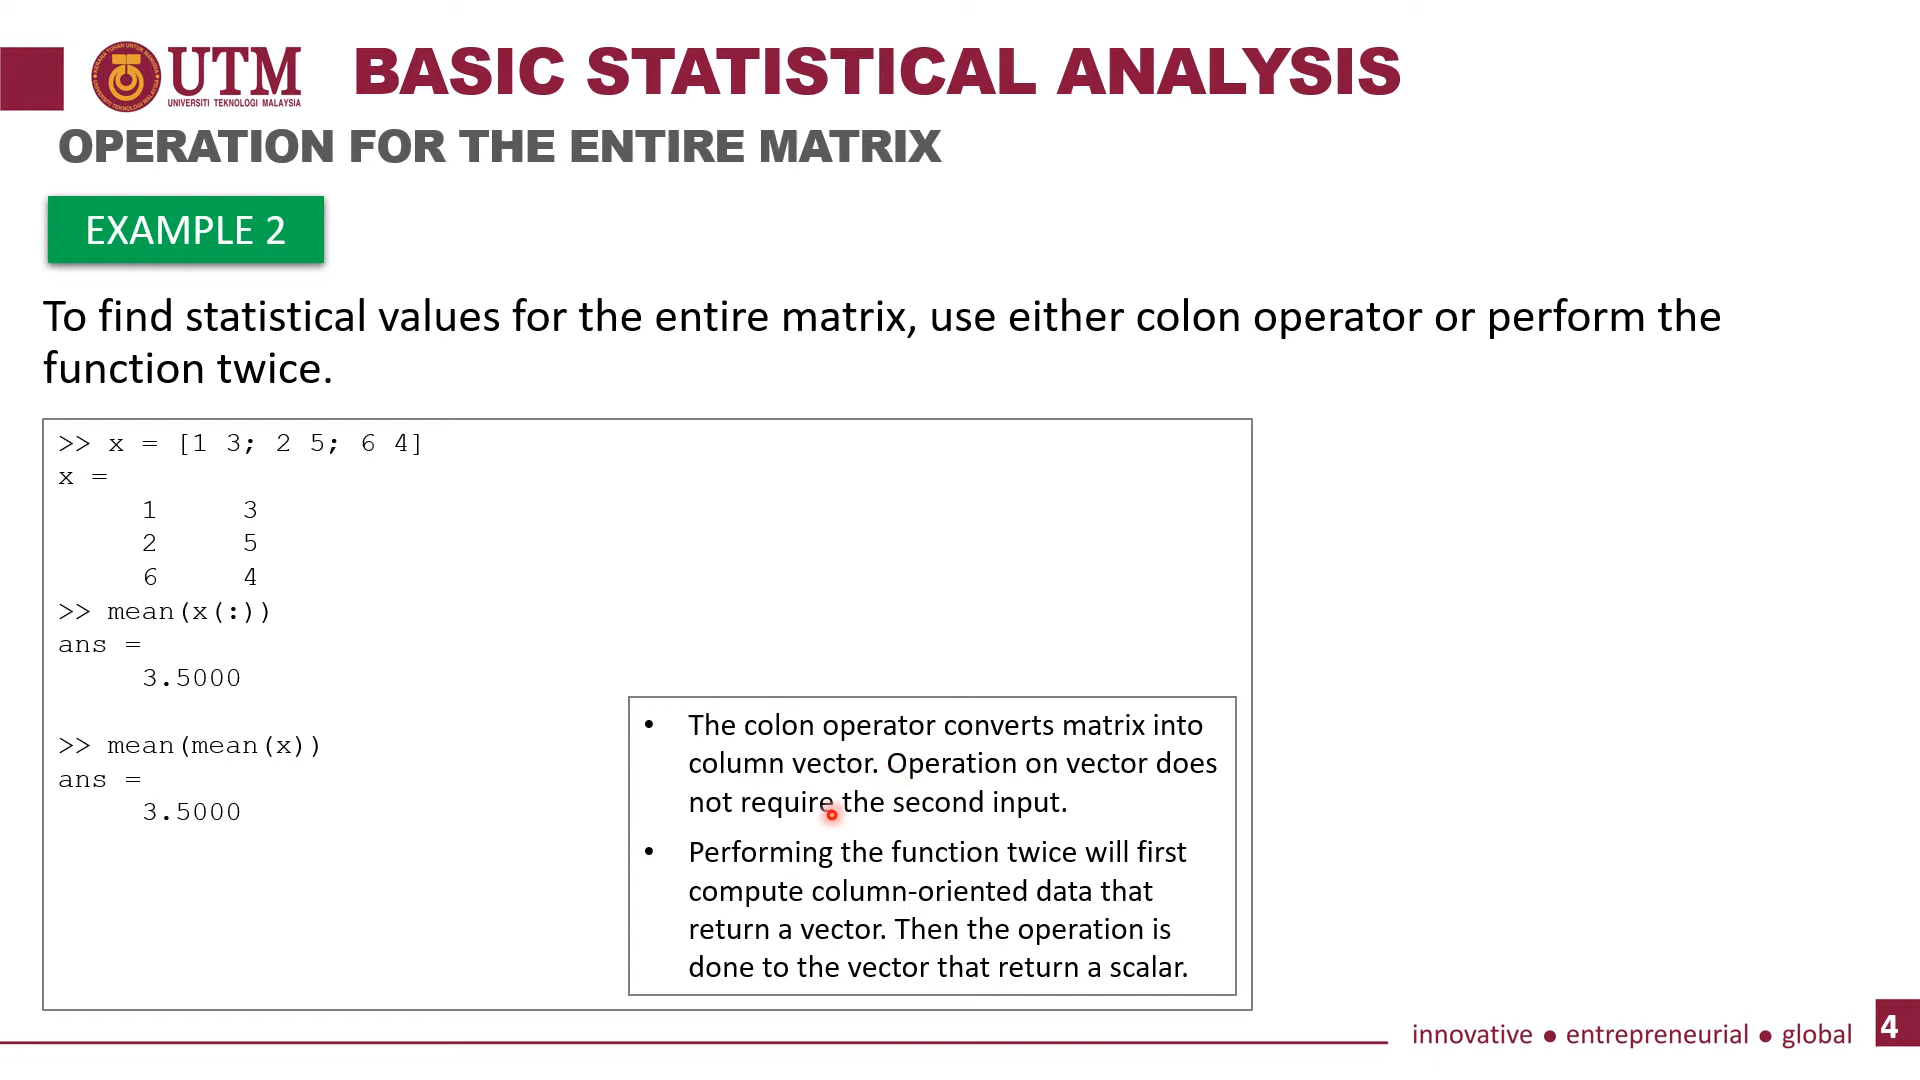 UTM
UNIVERSITI TEKNOLOGI MALAYSIA
BASIC STATISTICAL ANALYSIS
OPERATION FOR THE ENTIRE MATRIX
EXAMPLE 2
To find statistical values for the entire matrix, use either colon operator or perform the
function twice.
>> x = [1 3; 2 5; 6 4]
x =
1 3
2 5
6 4
>> mean(x(:))
ans =
3.5000
>> mean(mean(x))
ans =
3.5000
• The colon operator converts matrix into
column vector. Operation on vector does
not require the second input.
• Performing the function twice will first
compute column-oriented data that
return a vector. Then the operation is
done to the vector that return a scalar.
innovative ● entrepreneurial ● global
4